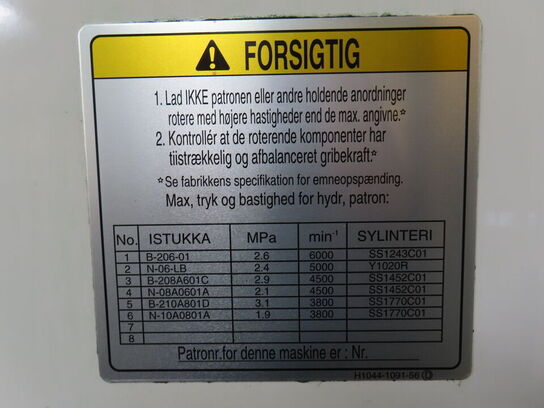 FORSIGTIG
1. Lad IKKE patronen eller andre holdende anordninger
rotere med højere hastigheder end de max. angivne.*
2. Kontrollér at de roterende komponenter har
tiistrækkelig og afbalanceret gribekraft.*
*Se fabrikkens specifikation for emneopspænding.
Max, tryk og bastighed for hydr, patron:
No. ISTUKKA MPa min-1 SYLINTERI
1 B-206-01 2.6 6000 SS1243C01
2 N-06-LB 2.4 5000 Y1020R
3 B-208A601C 2.9 4500 SS1452C01
4 N-08A0601A 2.1 4500 SS1452C01
5 B-210A801D 3.1 3800 SS1770C01
6 N-10A0801A 1.9 3800 SS1770C01
7
8
Patronr.for denne maskine er : Nr.
H1044-1091-56 D